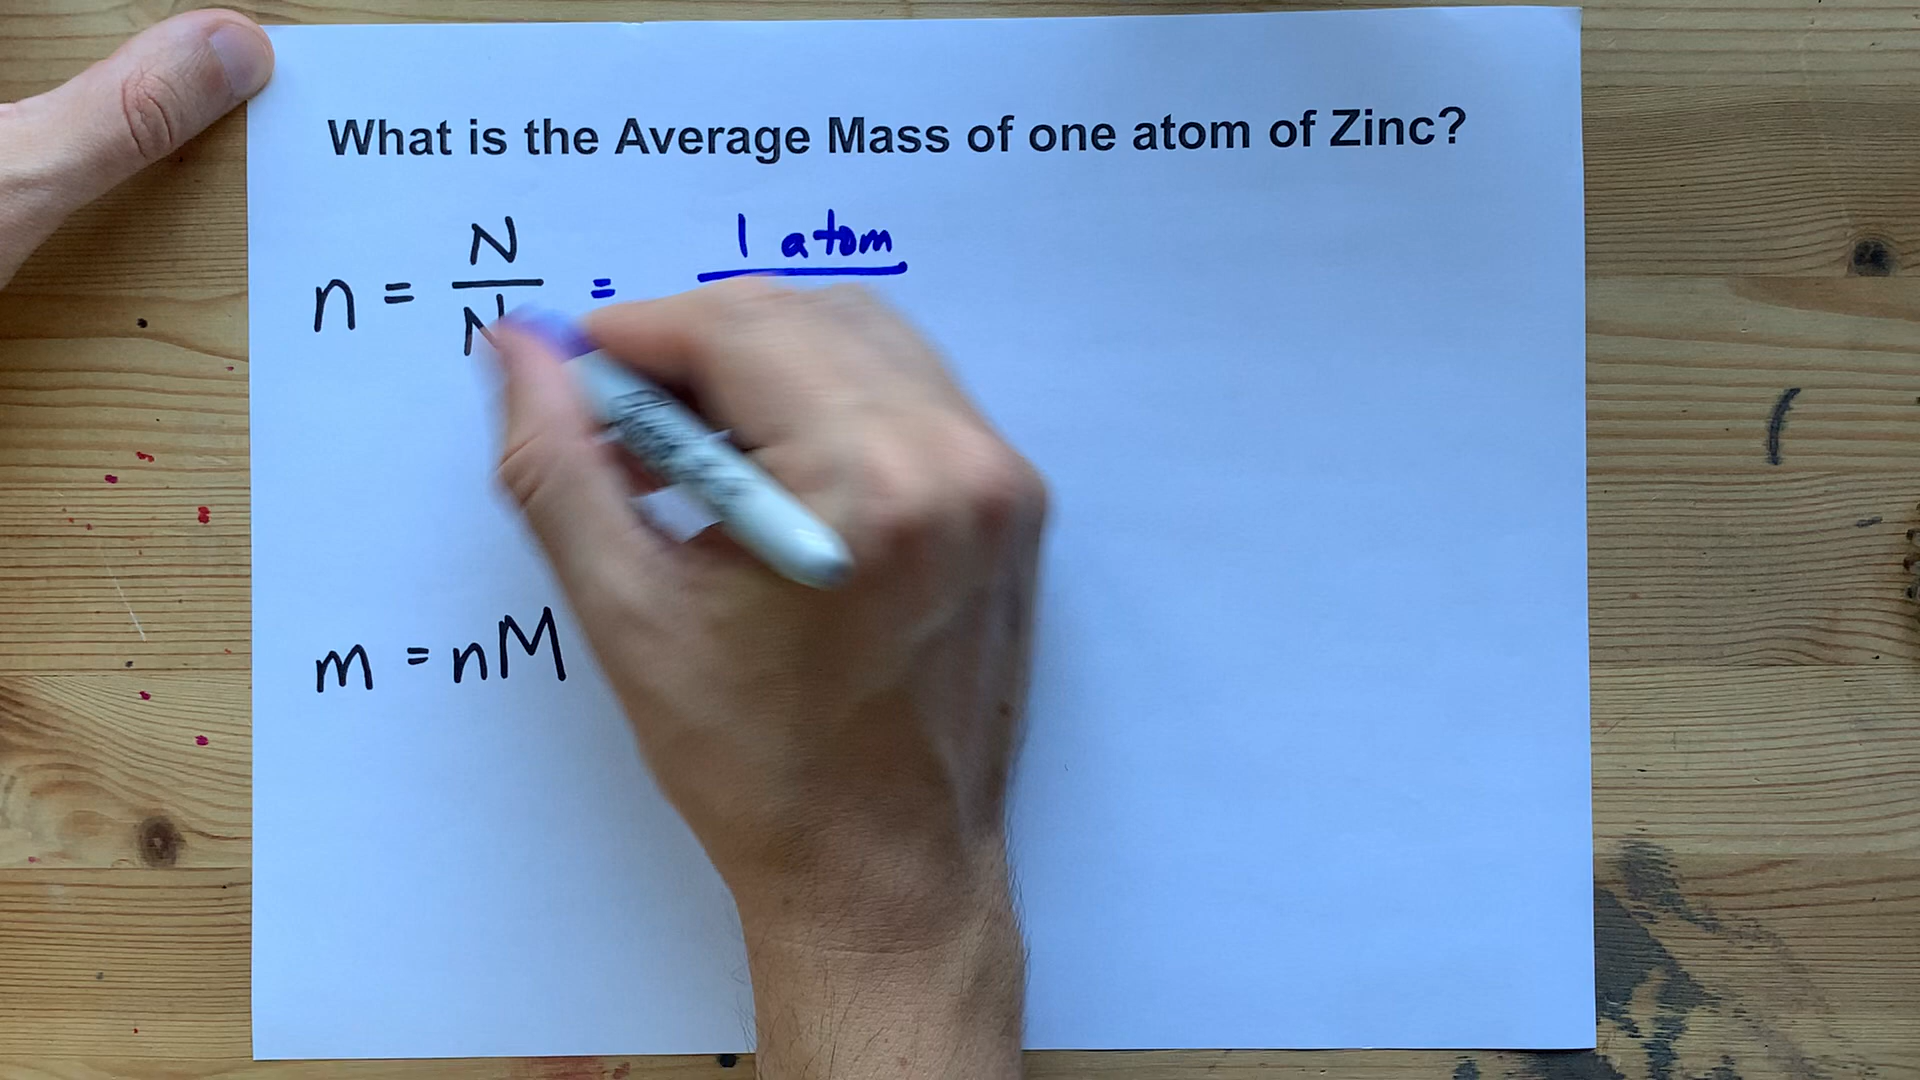 What is the Average Mass of one atom of Zinc?
n = N / N = 1 atom
m = nM